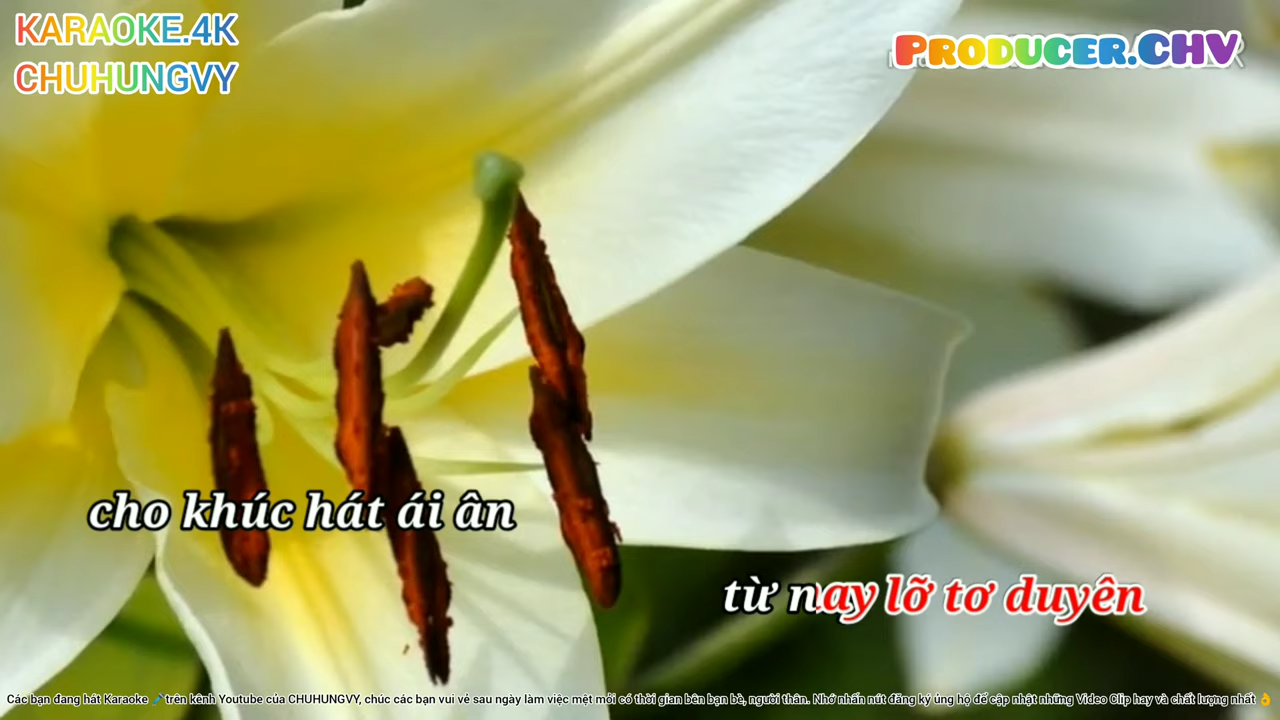 KARAOKE.4K
CHUHUNGVY
PRODUCER.CHV
cho khúc hát ái ân
từ nay lỡ tơ duyên
Các bạn đang hát Karaoke 🎤trên kênh Youtube của CHUHUNGVY, chúc các bạn vui vẻ sau ngày làm việc mệt mỏi có thời gian bên bạn bè, người thân. Nhớ nhấn nút đăng ký ủng hộ để cập nhật những Video Clip hay và chất lượng nhất 👌